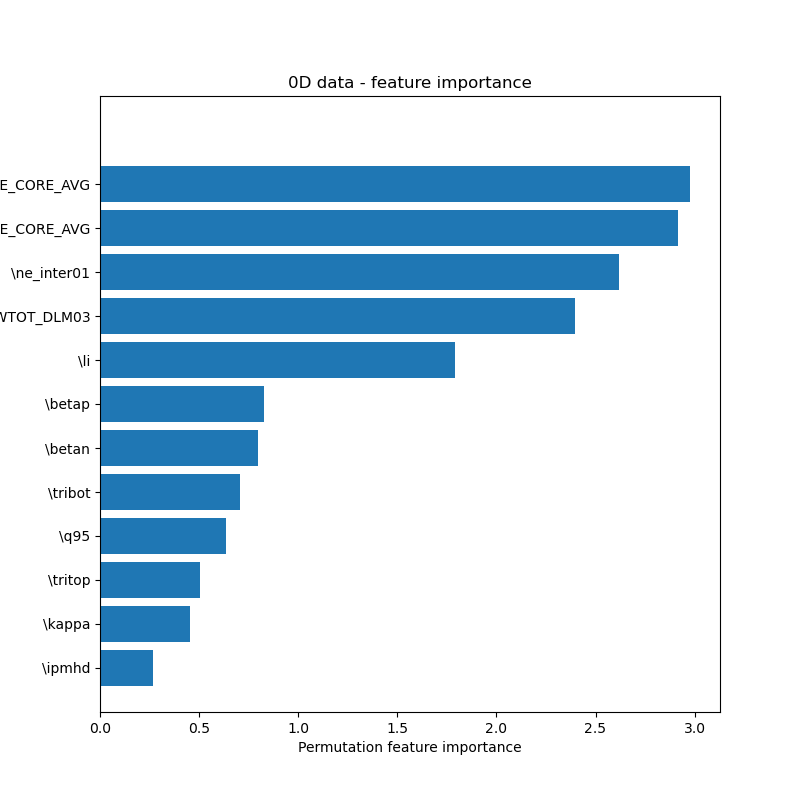 0D data - feature importance
E_CORE_AVG
E_CORE_AVG
\ne_inter01
WTOT_DLM03
\li
\betap
\betan
\tribot
\q95
\tritop
\kappa
\ipmhd
0.0 0.5 1.0 1.5 2.0 2.5 3.0
Permutation feature importance